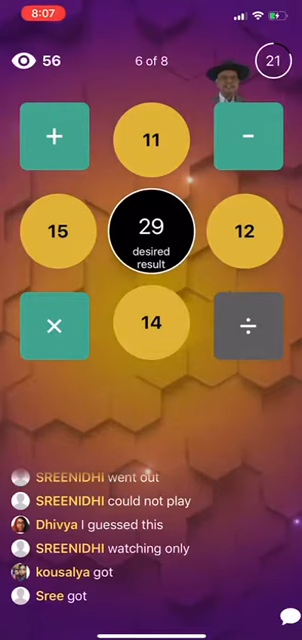 8:07
56
6 of 8
21
+
11
-
15
29
desired
result
12
×
14
÷
SREENIDHI went out
SREENIDHI could not play
Dhivya I guessed this
SREENIDHI watching only
kousalya got
Sree got